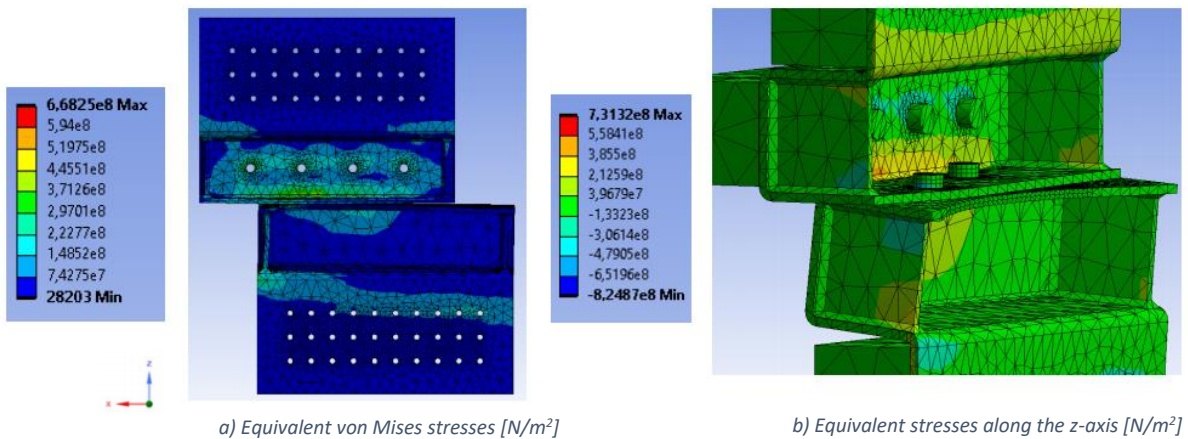 6,6825e8 Max
5,94e8
5,1975e8
4,4551e8
3,7126e8
2,9701e8
2,2277e8
1,4852e8
7,4275e7
28203 Min
z
x
7,3132e8 Max
5,5841e8
3,855e8
2,1259e8
3,9679e7
-1,3323e8
-3,0614e8
-4,7905e8
-6,5196e8
-8,2487e8 Min
a) Equivalent von Mises stresses [N/m²]
b) Equivalent stresses along the z-axis [N/m²]